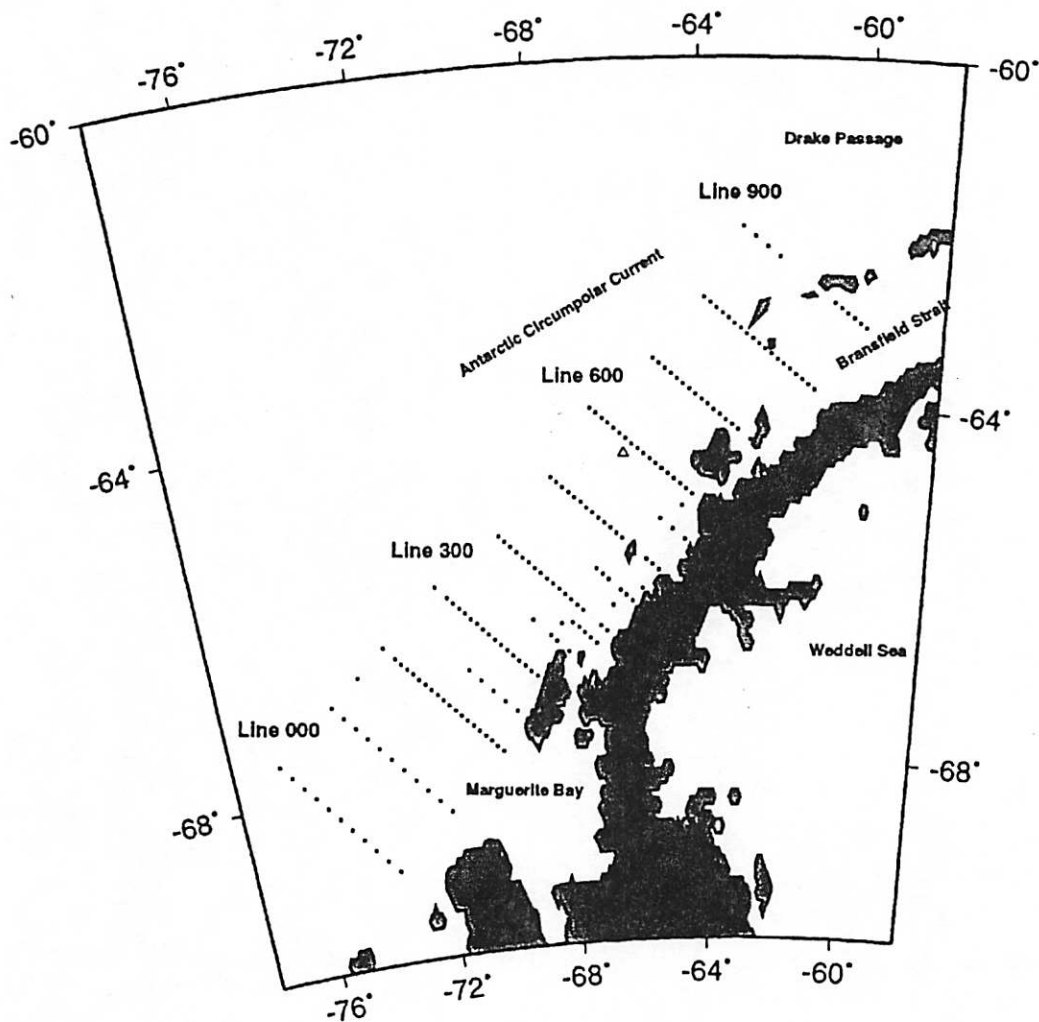 -76°
-72°
-68°
-64°
-60°
-60°
-60°
Drake Passage
Line 900
Antarctic Circumpolar Current
Bransfield Strait
Line 600
-64°
-64°
Line 300
Weddell Sea
Line 000
-68°
Marguerite Bay
-68°
-76°
-72°
-68°
-64°
-60°